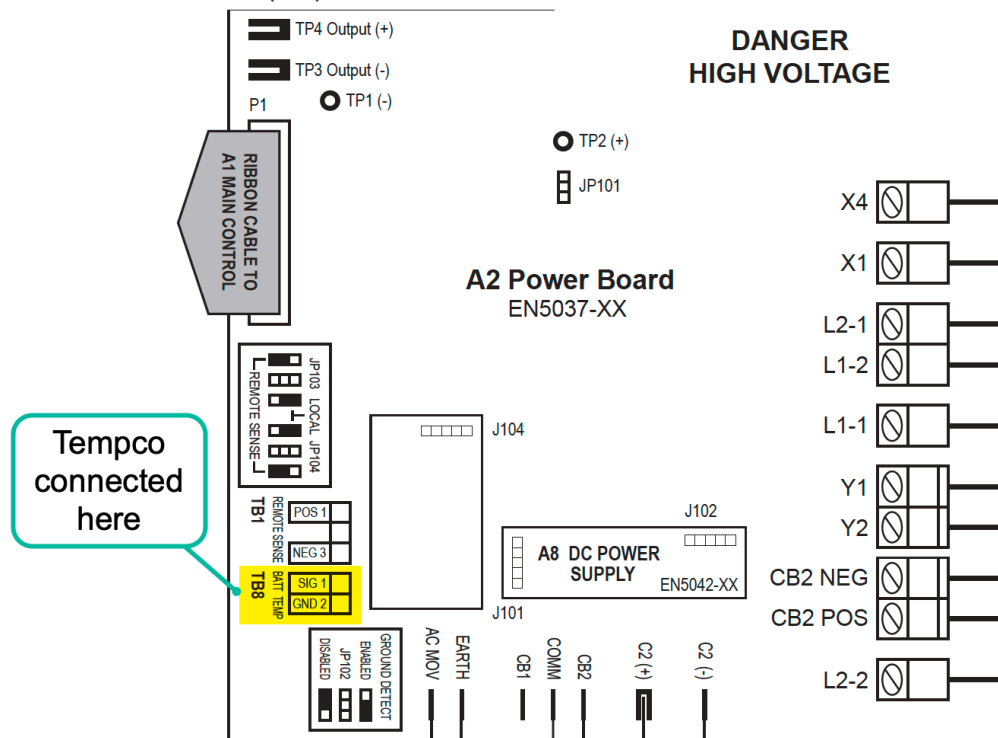 TP4 Output (+)
TP3 Output (-)
TP1 (-)
P1
DANGER
HIGH VOLTAGE
TP2 (+)
JP101
RIBBON CABLE TO
A1 MAIN CONTROL
A2 Power Board
EN5037-XX
X4
X1
L2-1
L1-2
L1-1
Y1
Y2
CB2 NEG
CB2 POS
L2-2
JP103
LOCAL
JP104
REMOTE SENSE
J104
Tempco
connected
here
TB1
REMOTE SENSE
POS 1
NEG 3
TB8
BATT TEMP
SIG 1
GND 2
J102
A8 DC POWER
SUPPLY
EN5042-XX
J101
GROUND DETECT
ENABLED
JP102
DISABLED
AC MOV
EARTH
CB1
COMM
CB2
C2 (+)
C2 (-)